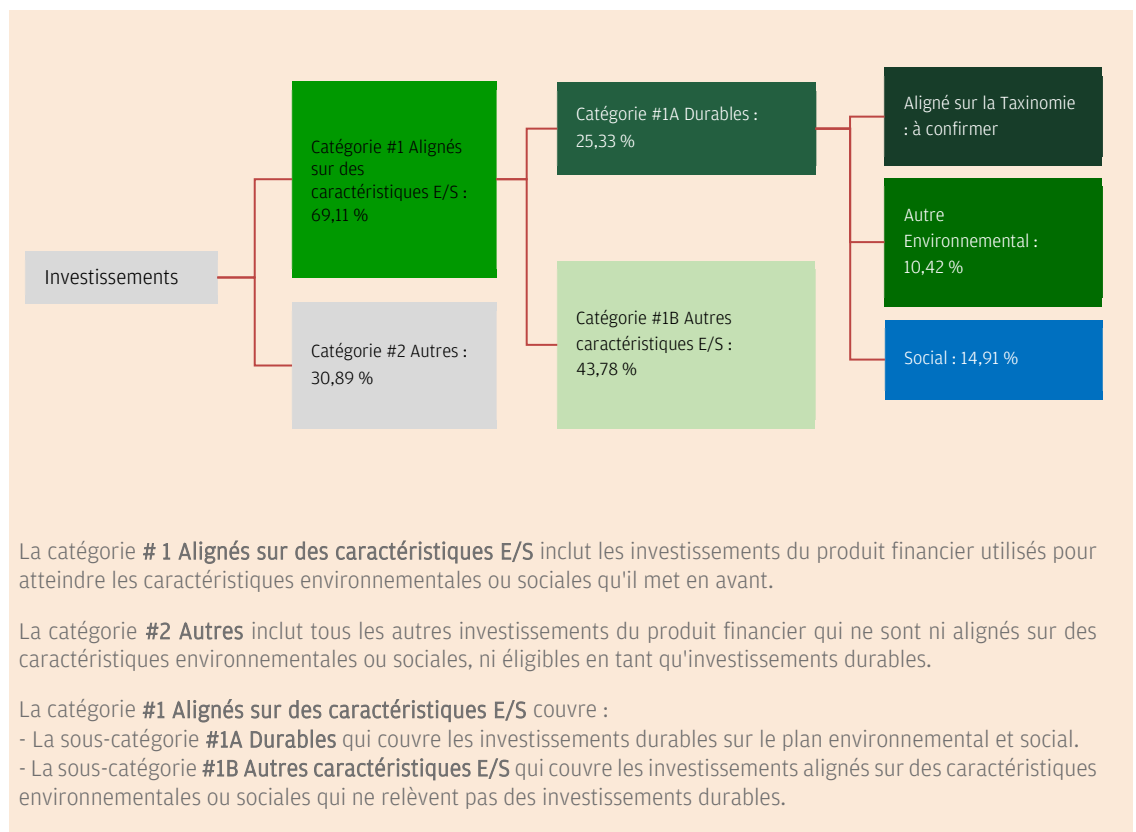 Investissements
Catégorie #1 Alignés
sur des
caractéristiques E/S :
69,11 %
Catégorie #2 Autres :
30,89 %
Catégorie #1A Durables :
25,33 %
Catégorie #1B Autres
caractéristiques E/S :
43,78 %
Aligné sur la Taxinomie
: à confirmer
Autre
Environnemental :
10,42 %
Social : 14,91 %
La catégorie # 1 Alignés sur des caractéristiques E/S inclut les investissements du produit financier utilisés pour
atteindre les caractéristiques environnementales ou sociales qu'il met en avant.
La catégorie #2 Autres inclut tous les autres investissements du produit financier qui ne sont ni alignés sur des
caractéristiques environnementales ou sociales, ni éligibles en tant qu'investissements durables.
La catégorie #1 Alignés sur des caractéristiques E/S couvre :
- La sous-catégorie #1A Durables qui couvre les investissements durables sur le plan environnemental et social.
- La sous-catégorie #1B Autres caractéristiques E/S qui couvre les investissements alignés sur des caractéristiques
environnementales ou sociales qui ne relèvent pas des investissements durables.